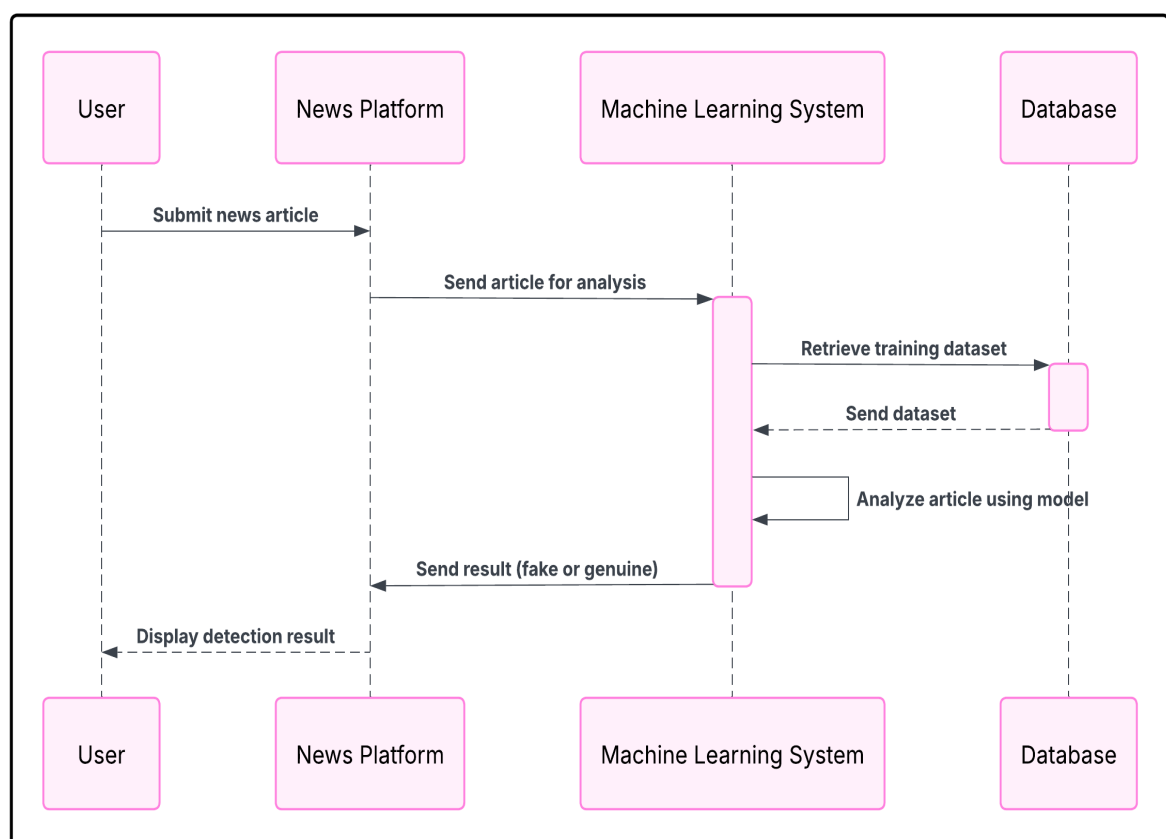 User
News Platform
Machine Learning System
Database
Submit news article
Send article for analysis
Retrieve training dataset
Send dataset
Analyze article using model
Send result (fake or genuine)
Display detection result
User
News Platform
Machine Learning System
Database